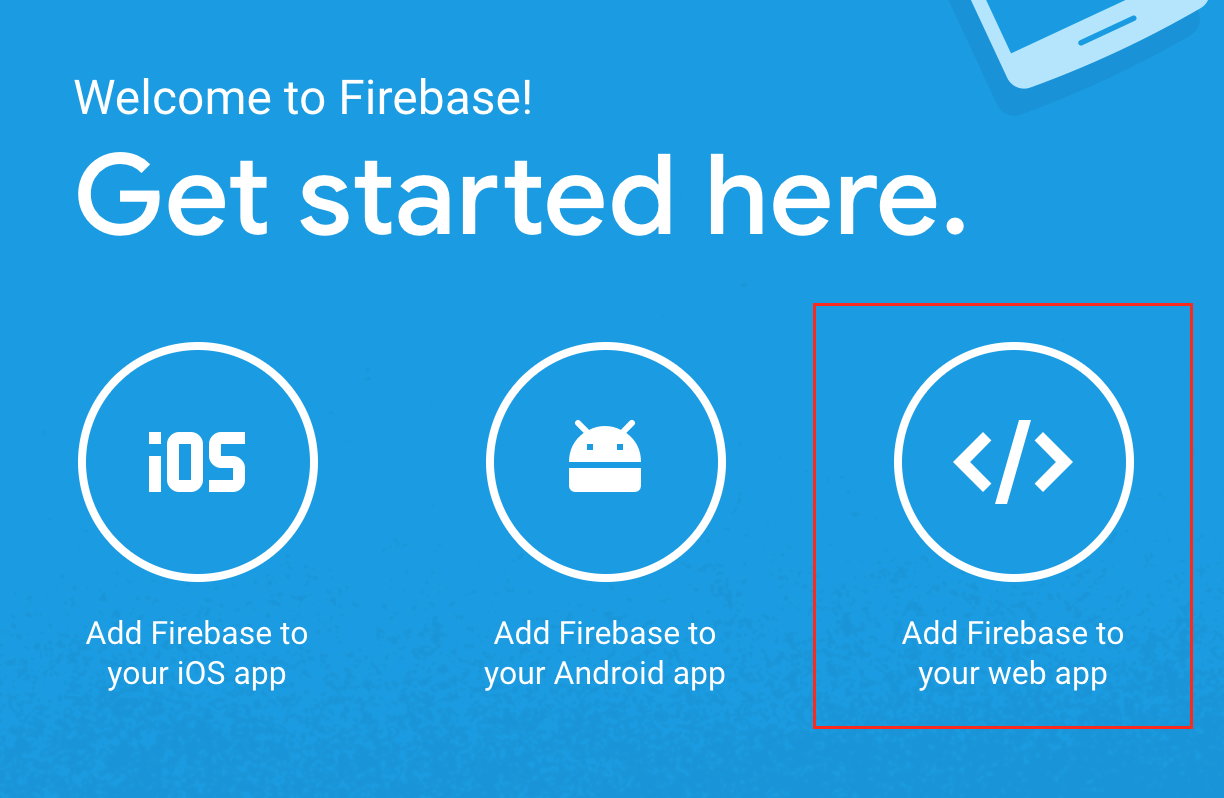 Welcome to Firebase!
Get started here.
iOS
</>
Add Firebase to
your iOS app
Add Firebase to
your Android app
Add Firebase to
your web app